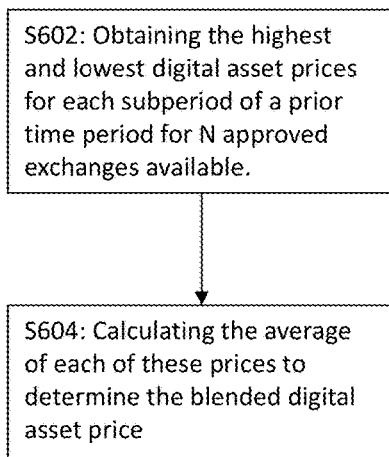 S602: Obtaining the highest
and lowest digital asset prices
for each subperiod of a prior
time period for N approved
exchanges available.
S604: Calculating the average
of each of these prices to
determine the blended digital
asset price